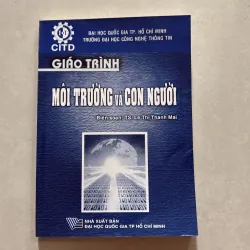 CITD
ĐẠI HỌC QUỐC GIA TP. HỒ CHÍ MINH
TRƯỜNG ĐẠI HỌC CÔNG NGHỆ THÔNG TIN
GIÁO TRÌNH
MÔI TRƯỜNG VÀ CON NGƯỜI
Biên soạn: TS. Lê Thị Thanh Mai
NHÀ XUẤT BẢN
ĐẠI HỌC QUỐC GIA TP HỒ CHÍ MINH